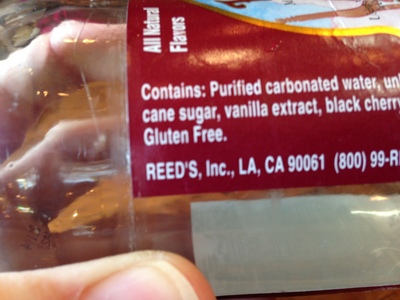 All Natural
Flavors
Contains: Purified carbonated water,
cane sugar, vanilla extract, black cherry
Gluten Free.
REED'S, Inc., LA, CA 90061 (800) 99-R